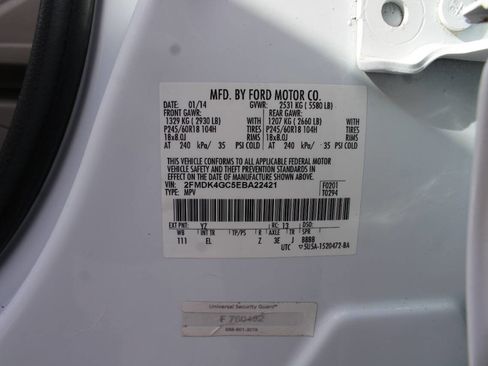 MFD. BY FORD MOTOR CO.
DATE: 01/14 GVWR: 2531 KG ( 5580 LB)
FRONT GAWR: REAR GAWR:
1329 KG ( 2930 LB) 1207 KG ( 2660 LB)
P245/60R18 104H TIRES P245/60R18 104H TIRES
18x8.0J RIMS 18x8.0J RIMS
AT 240 kPa/ 35 PSI COLD AT 240 kPa/ 35 PSI COLD
THIS VEHICLE CONFORMS TO ALL APPLICABLE FEDERAL MOTOR
VEHICLE SAFETY AND THEFT PREVENTION STANDARDS IN
EFFECT ON THE DATE OF MANUFACTURE SHOWN ABOVE.
VIN: 2FMDK4GC5EBA22421 F0201
TYPE: MPV T0294
EXT PNT: YZ RC: 13 DSO:
WB INT TR TP/PS R AXLE TR SPR
111 EL Z 3E J BBBB
UTC 5U5A-1520472-BA
Universal Security Guard
F 760492